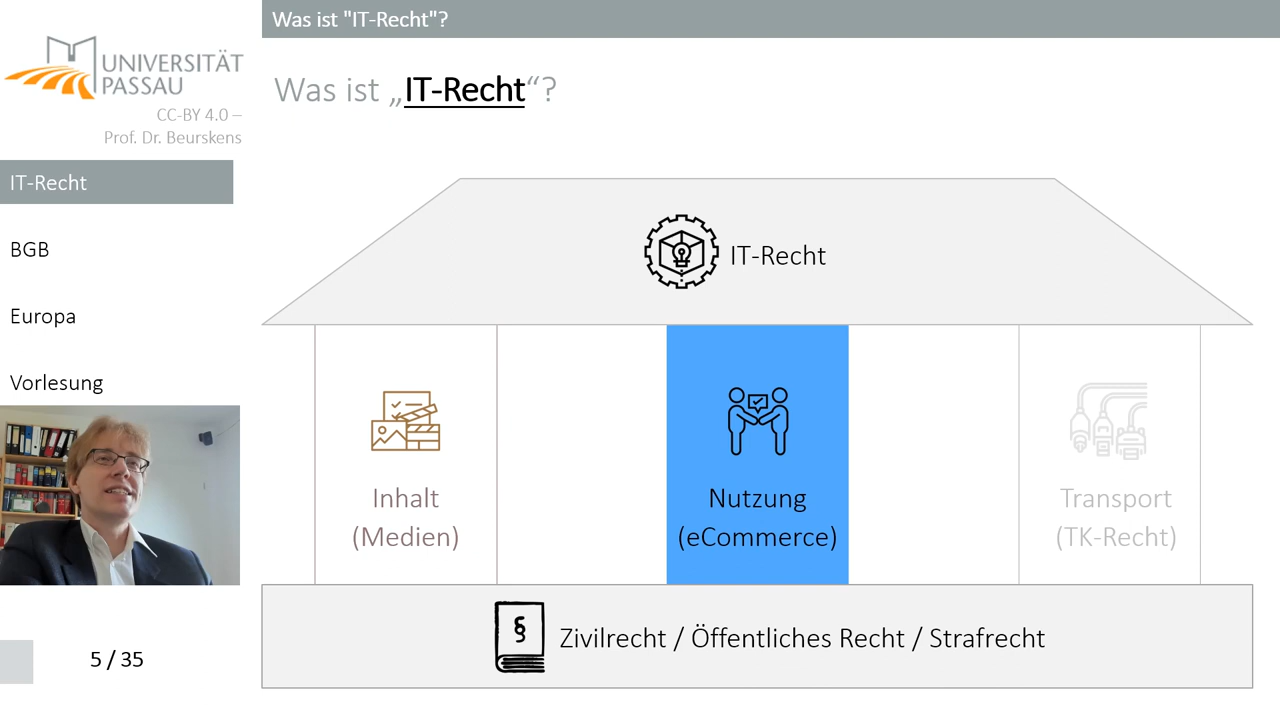 Was ist "IT-Recht"?
UNIVERSITÄT
PASSAU
CC-BY 4.0 –
Prof. Dr. Beurskens
IT-Recht
BGB
Europa
Vorlesung
5 / 35
Was ist „IT-Recht“?
IT-Recht
Inhalt
(Medien)
Nutzung
(eCommerce)
Transport
(TK-Recht)
§
Zivilrecht / Öffentliches Recht / Strafrecht